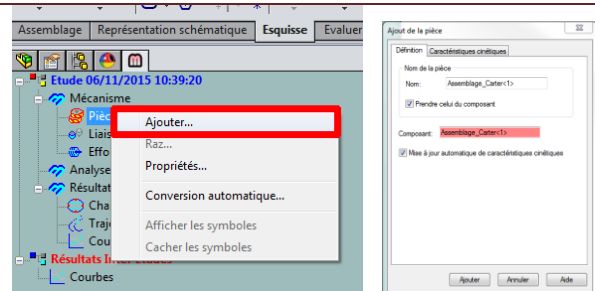 Assemblage Représentation schématique Esquisse Evaluer
Etude 06/11/2015 10:39:20
Mécanisme
Pièc
Liais
Effo
Analyse
Résultat
Cha
Traje
Cou
Résultats In
Courbes
Ajouter...
Raz...
Propriétés...
Conversion automatique...
Afficher les symboles
Cacher les symboles
Ajout de la pièce
Définition Caractéristiques cinétiques
Nom de la pièce
Nom: Assemblage_Carter<1>
Prendre celui du composant
Composant: Assemblage_Carter<1>
Mise à jour automatique de caractéristiques cinétiques
Ajouter Annuler Aide